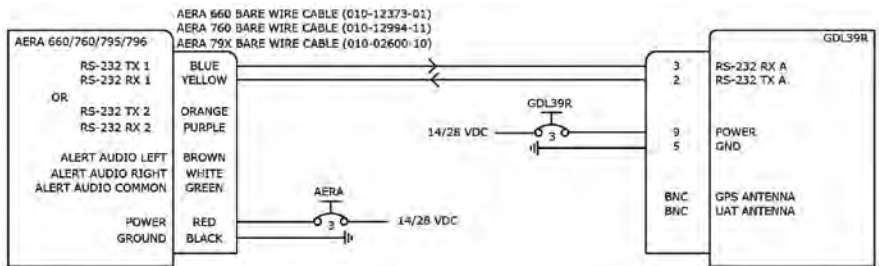 AERA 660 BARE WIRE CABLE (010-12373-01)
AERA 760 BARE WIRE CABLE (010-12994-11)
AERA 79X BARE WIRE CABLE (010-02600-10)
AERA 660/760/795/796
GDL39R
RS-232 TX 1 BLUE 3 RS-232 RX A
RS-232 RX 1 YELLOW 2 RS-232 TX A
OR
RS-232 TX 2 ORANGE
RS-232 RX 2 PURPLE
GDL39R
14/28 VDC 3 9 POWER
5 GND
ALERT AUDIO LEFT BROWN
ALERT AUDIO RIGHT WHITE
ALERT AUDIO COMMON GREEN
AERA
BNC GPS ANTENNA
BNC UAT ANTENNA
POWER RED 3 14/28 VDC
GROUND BLACK